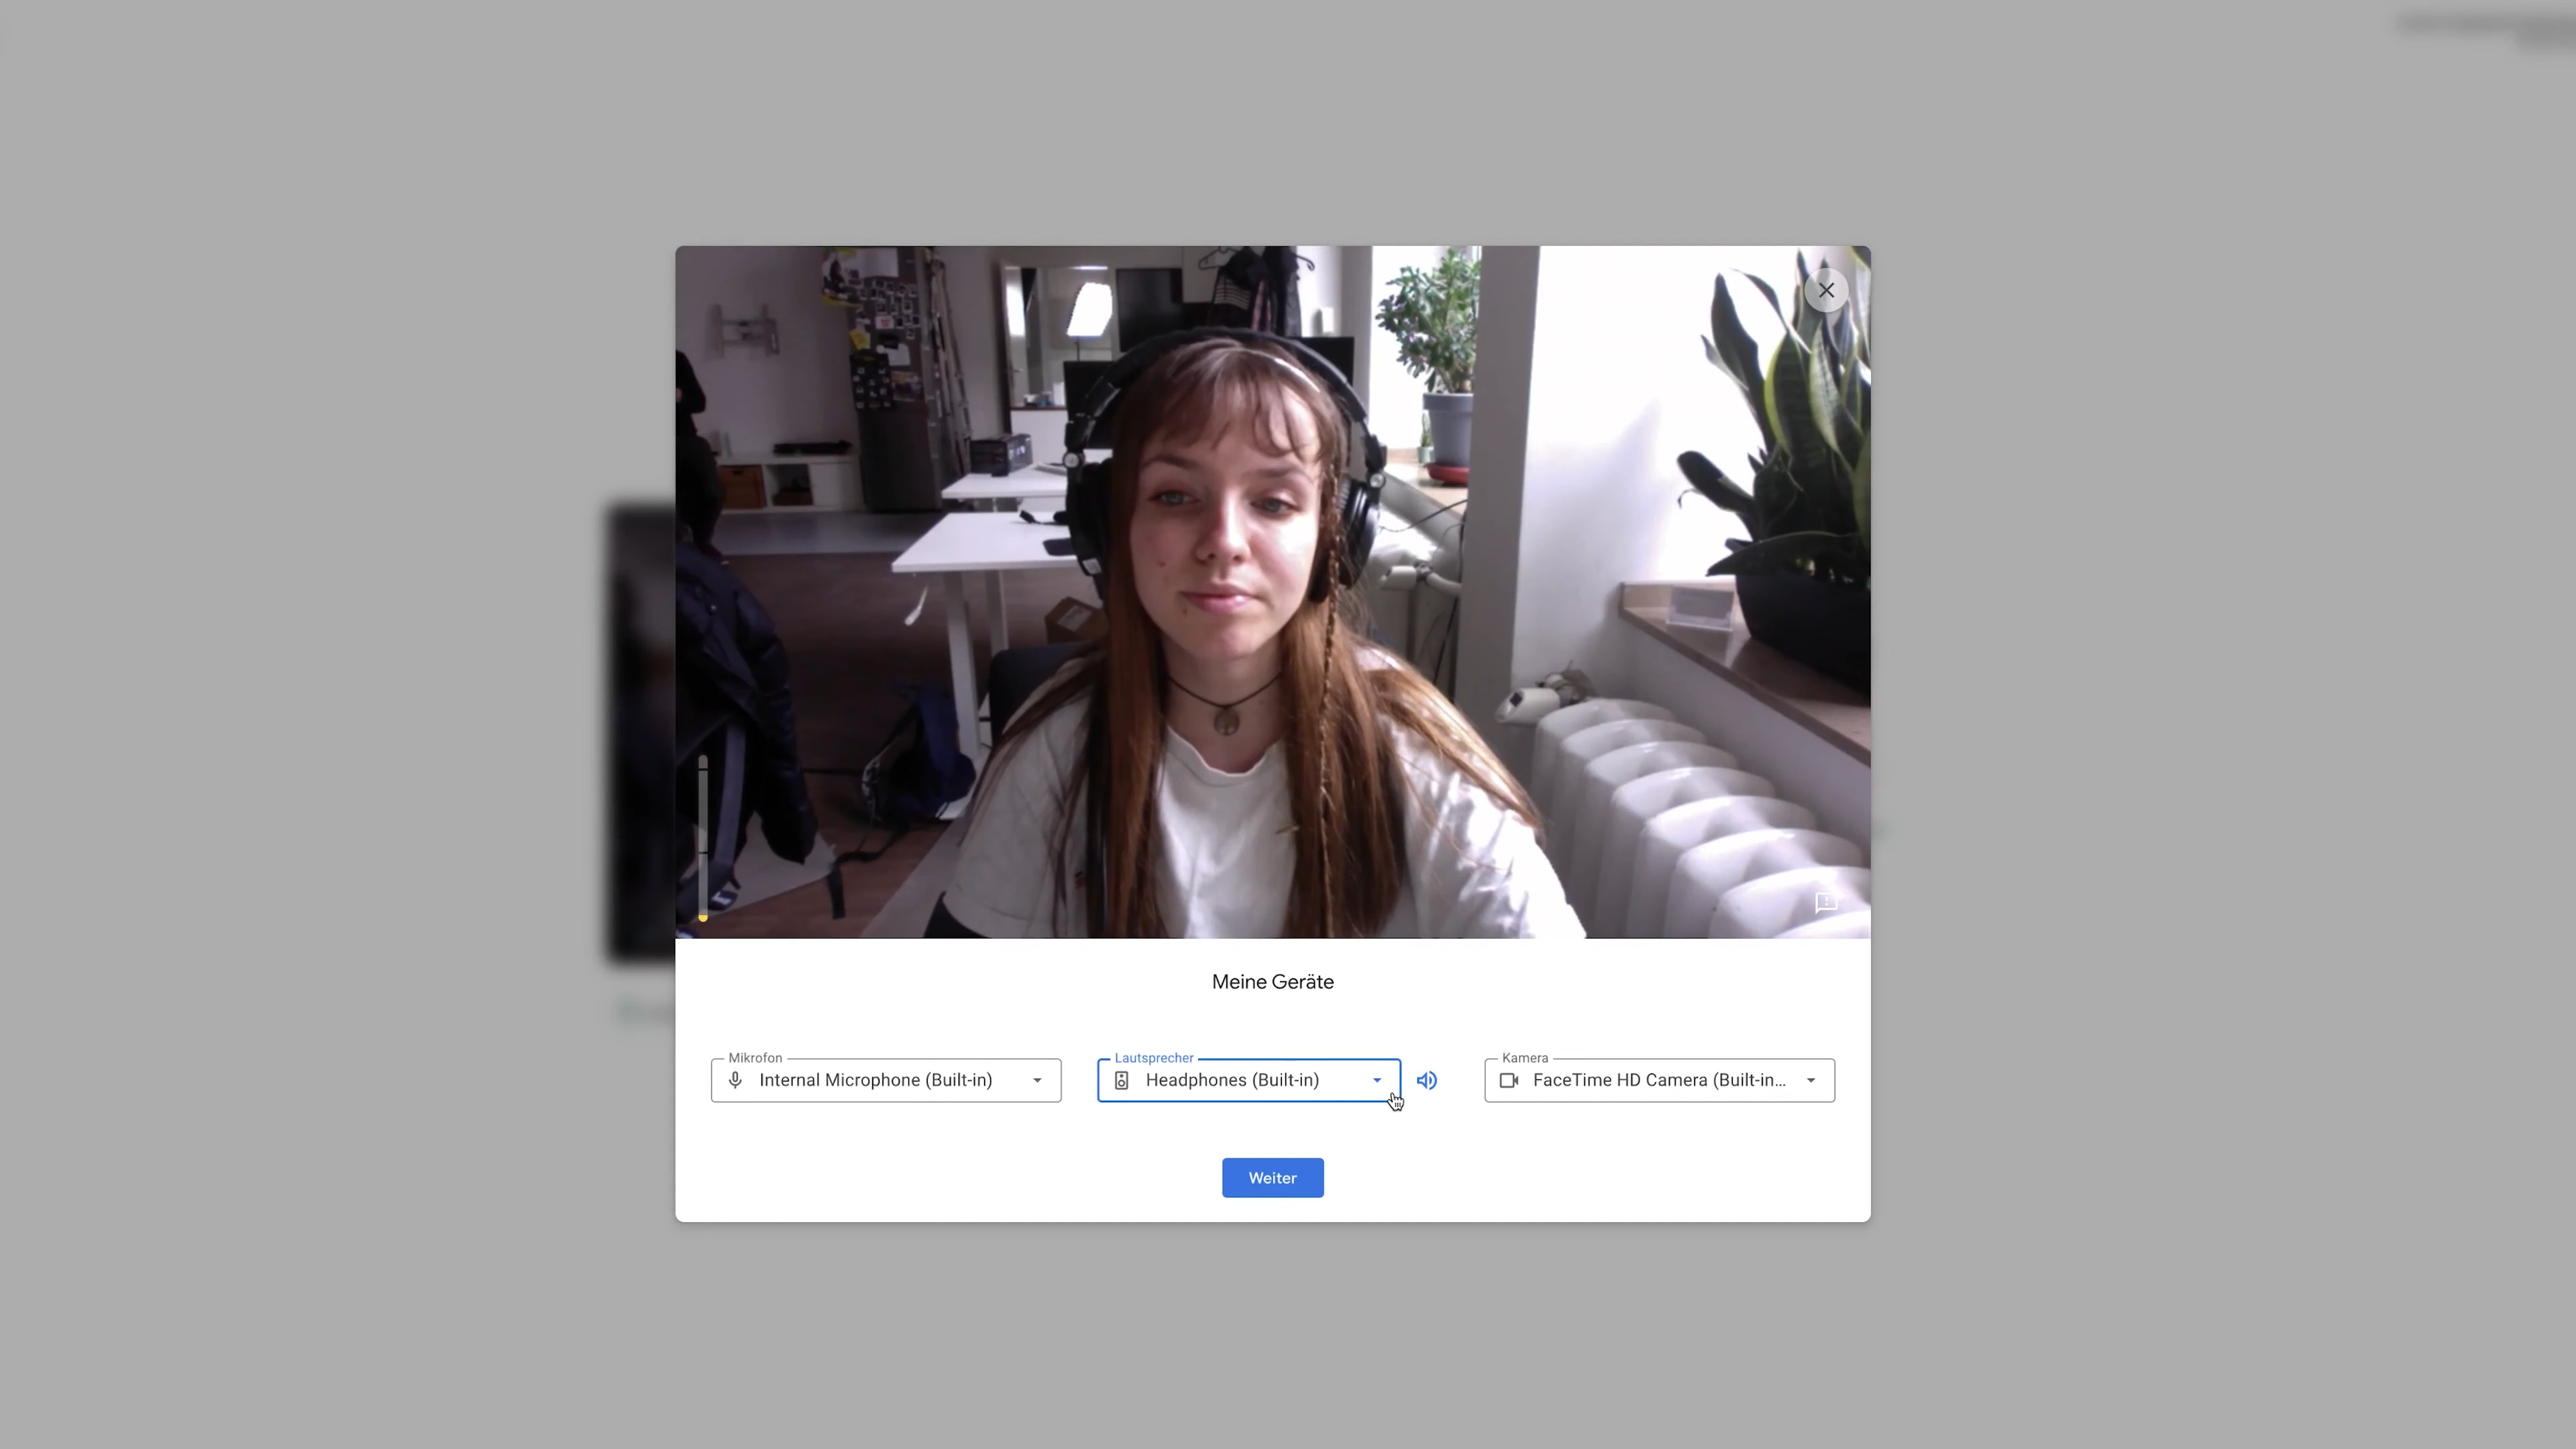 Meine Geräte
Mikrofon
Internal Microphone (Built-in)
Lautsprecher
Headphones (Built-in)
Kamera
FaceTime HD Camera (Built-in...
Weiter